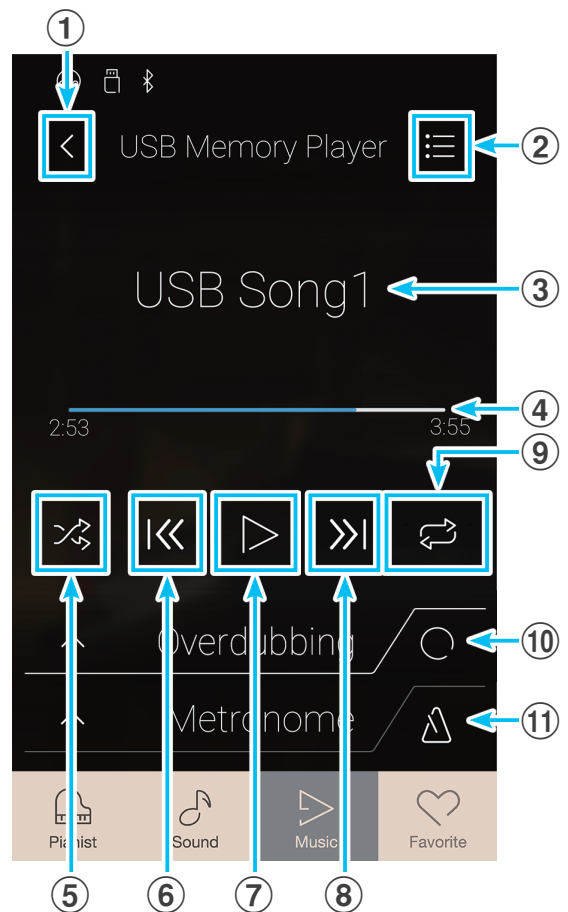 ①
USB Memory Player
②
USB Song1
③
④
2:53
3:55
⑨
Overdubbing
⑩
Metronome
⑪
Pianist
Sound
Music
Favorite
⑤
⑥
⑦
⑧